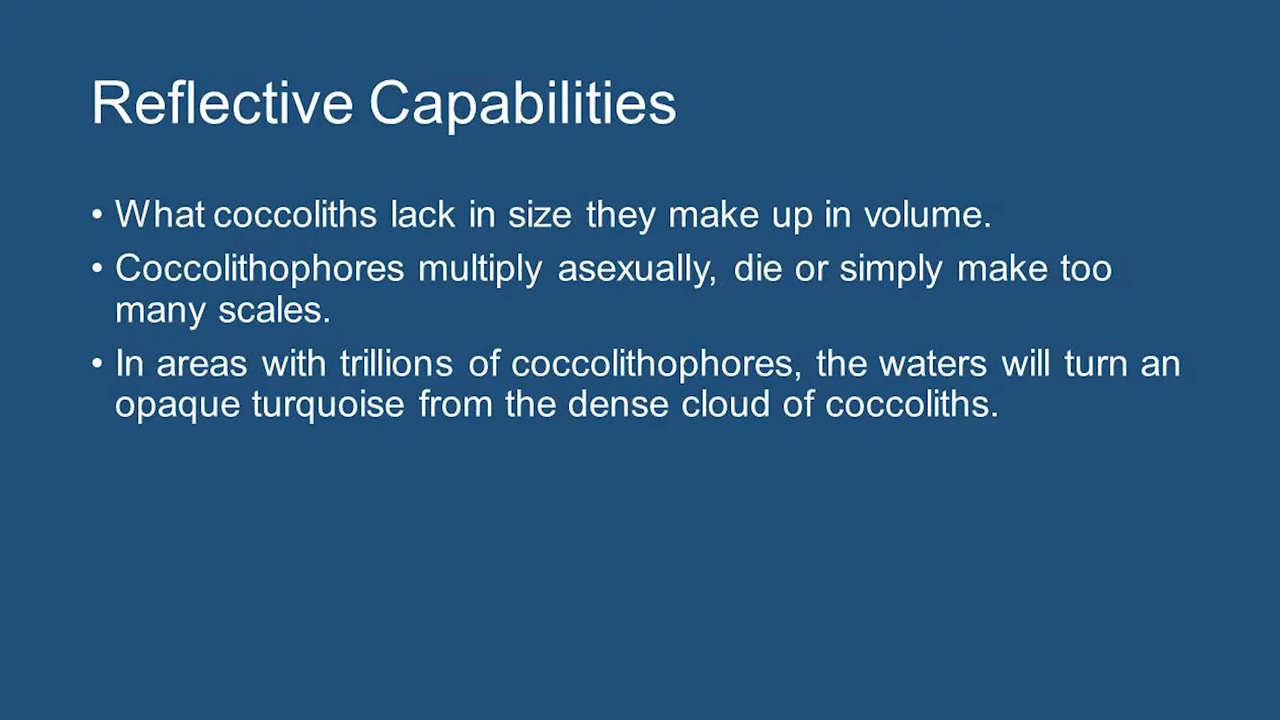 Reflective Capabilities
• What coccoliths lack in size they make up in volume.
• Coccolithophores multiply asexually, die or simply make too
many scales.
• In areas with trillions of coccolithophores, the waters will turn an
opaque turquoise from the dense cloud of coccoliths.